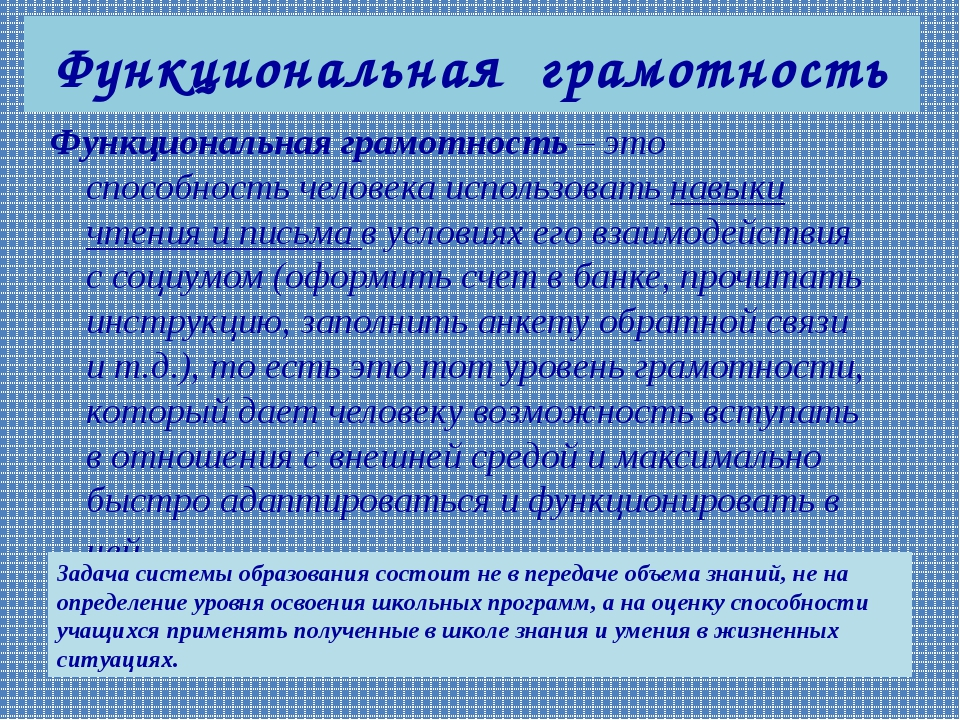 Функциональная грамотность
Функциональная грамотность – это
способность человека использовать навыки
чтения и письма в условиях его взаимодействия
с социумом (оформить счет в банке, прочитать
инструкцию, заполнить анкету обратной связи
и т.д.), то есть это тот уровень грамотности,
который дает человеку возможность вступать
в отношения с внешней средой и максимально
быстро адаптироваться и функционировать в
ней
Задача системы образования состоит не в передаче объема знаний, не на
определение уровня освоения школьных программ, а на оценку способности
учащихся применять полученные в школе знания и умения в жизненных
ситуациях.